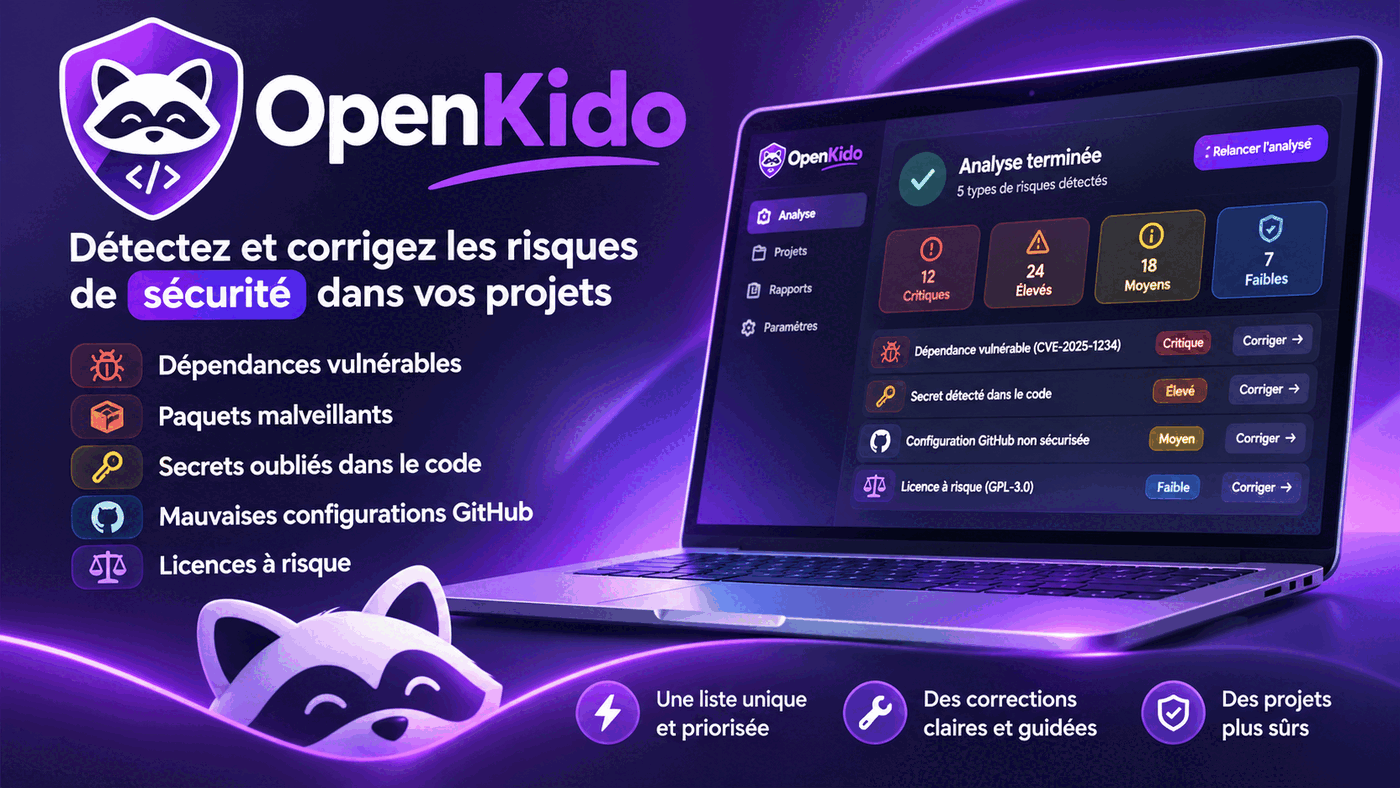 OpenKido
Détectez et corrigez les risques
de sécurité dans vos projets
Dépendances vulnérables
Paquets malveillants
Secrets oubliés dans le code
Mauvaises configurations GitHub
Licences à risque
OpenKido
Analyse
Projets
Rapports
Paramètres
Analyse terminée
5 types de risques détectés
Relancer l'analysé
12
Critiques
24
Élevés
18
Moyens
7
Faibles
Dépendance vulnérable (CVE-2025-1234)
Critique
Corriger →
Secret détecté dans le code
Élevé
Corriger →
Configuration GitHub non sécurisée
Moyen
Corriger →
Licence à risque (GPL-3.0)
Faible
Corriger →
Une liste unique
et priorisée
Des corrections
claires et guidées
Des projets
plus sûrs